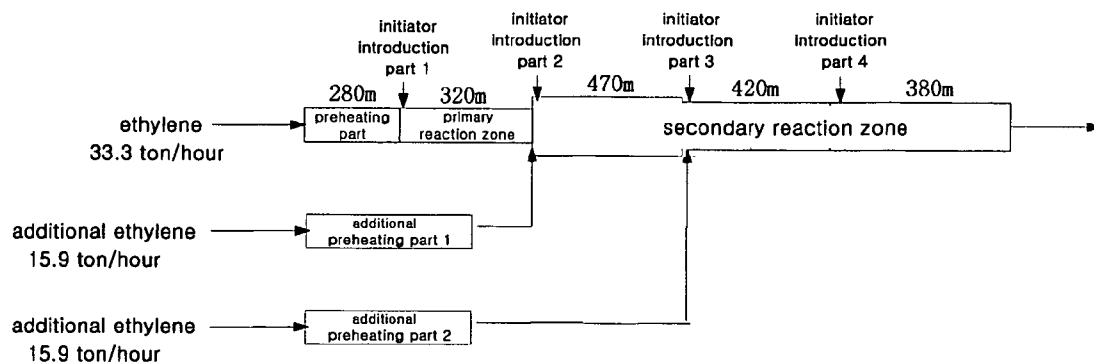 initiator
introduction
part 1
initiator
introduction
part 2
initiator
introduction
part 3
initiator
introduction
part 4
280m
320m
470m
420m
380m
ethylene
33.3 ton/hour
preheating
part
primary
reaction zone
secondary reaction zone
additional ethylene
15.9 ton/hour
additional
preheating part 1
additional ethylene
15.9 ton/hour
additional
preheating part 2